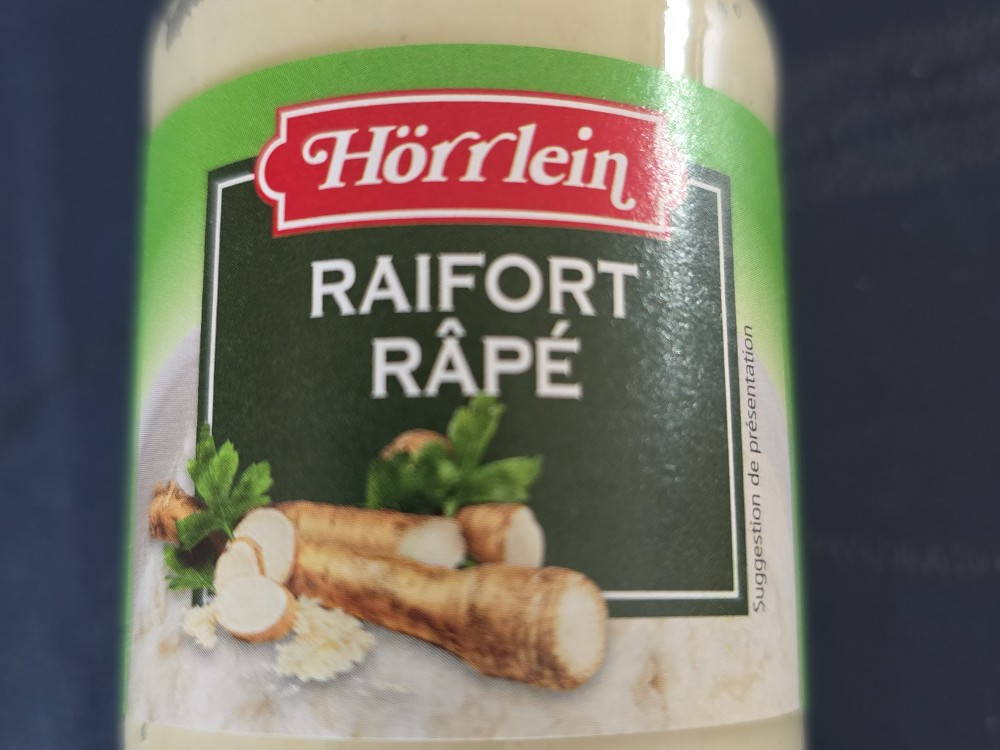 Hörrlein
RAIFORT
RÂPÉ
Suggestion de présentation